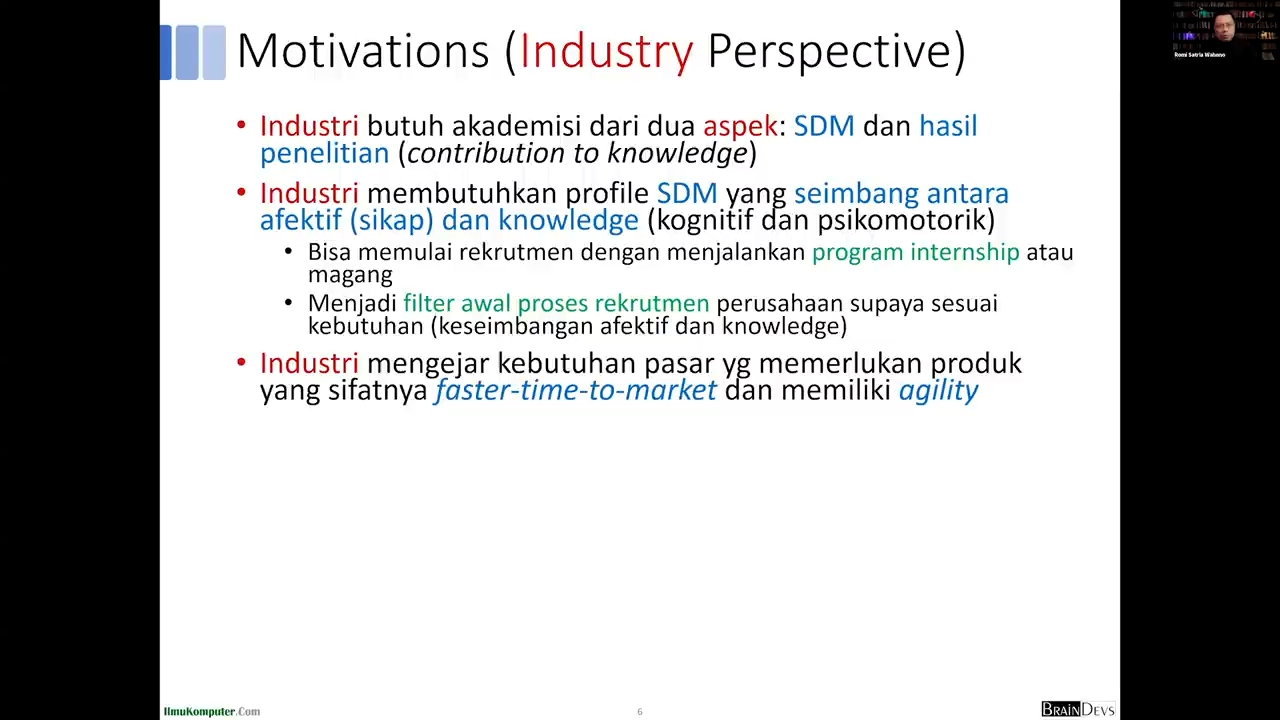 Motivations (Industry Perspective)
• Industri butuh akademisi dari dua aspek: SDM dan hasil
penelitian (contribution to knowledge)
• Industri membutuhkan profile SDM yang seimbang antara
afektif (sikap) dan knowledge (kognitif dan psikomotorik)
• Bisa memulai rekrutmen dengan menjalankan program internship atau
magang
• Menjadi filter awal proses rekrutmen perusahaan supaya sesuai
kebutuhan (keseimbangan afektif dan knowledge)
• Industri mengejar kebutuhan pasar yg memerlukan produk
yang sifatnya faster-time-to-market dan memiliki agility
Romi Satria Wahono
IlmuKomputer.Com
6
BRAINDEVS